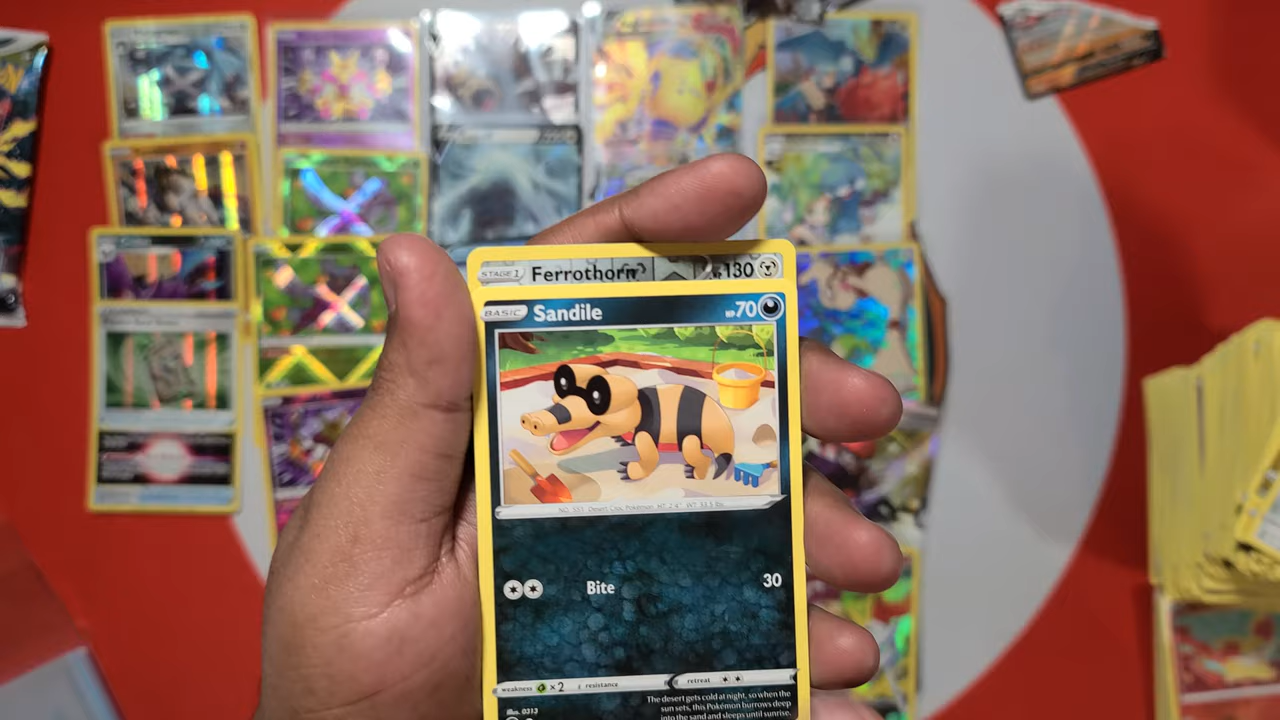 STAGE 1 Ferrothorn HP 130
BASIC Sandile HP 70
NO. 551 Desert Croc Pokémon HT: 2'4" WT: 33.5 lbs.
Bite 30
weakness ×2 resistance retreat
illus. 0313
The desert gets cold at night, so when the
sun sets, this Pokémon burrows deep
into the sand and sleeps until sunrise.